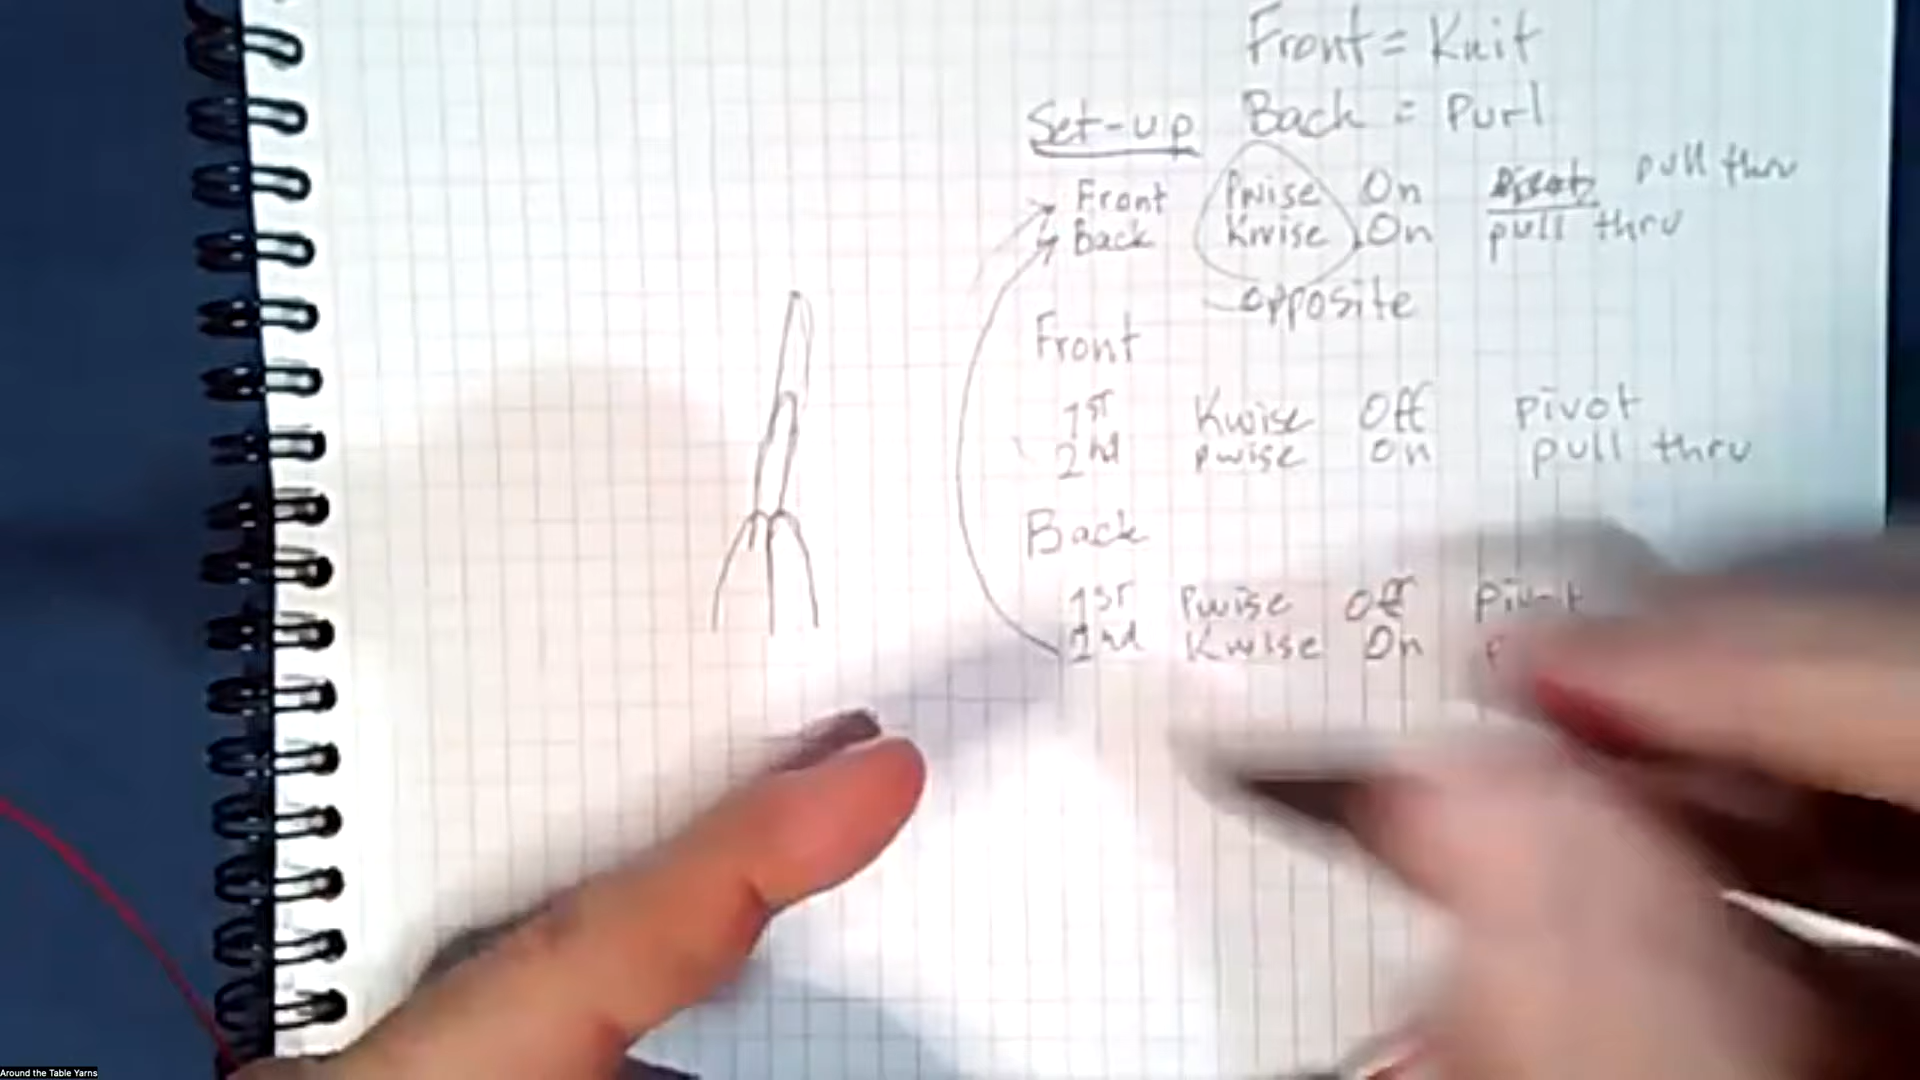 Front = Knit
Set-up Back = Purl
Front Pwise On pull thru
Back Kwise On pull thru
opposite
Front
1st Kwise Off pivot
2nd pwise on pull thru
Back
1st Pwise Off Pivot
2nd Kwise On
Around the Table Yarns